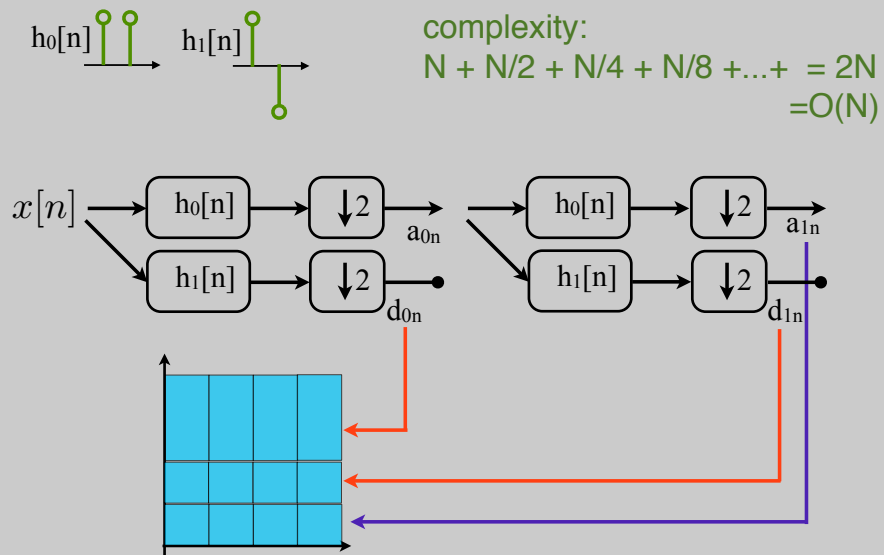 h₀[n]
h₁[n]
complexity:
N + N/2 + N/4 + N/8 +...+ = 2N
=O(N)
x[n]
h₀[n]
↓2
a₀ₙ
h₀[n]
↓2
a₁ₙ
h₁[n]
↓2
d₀ₙ
h₁[n]
↓2
d₁ₙ